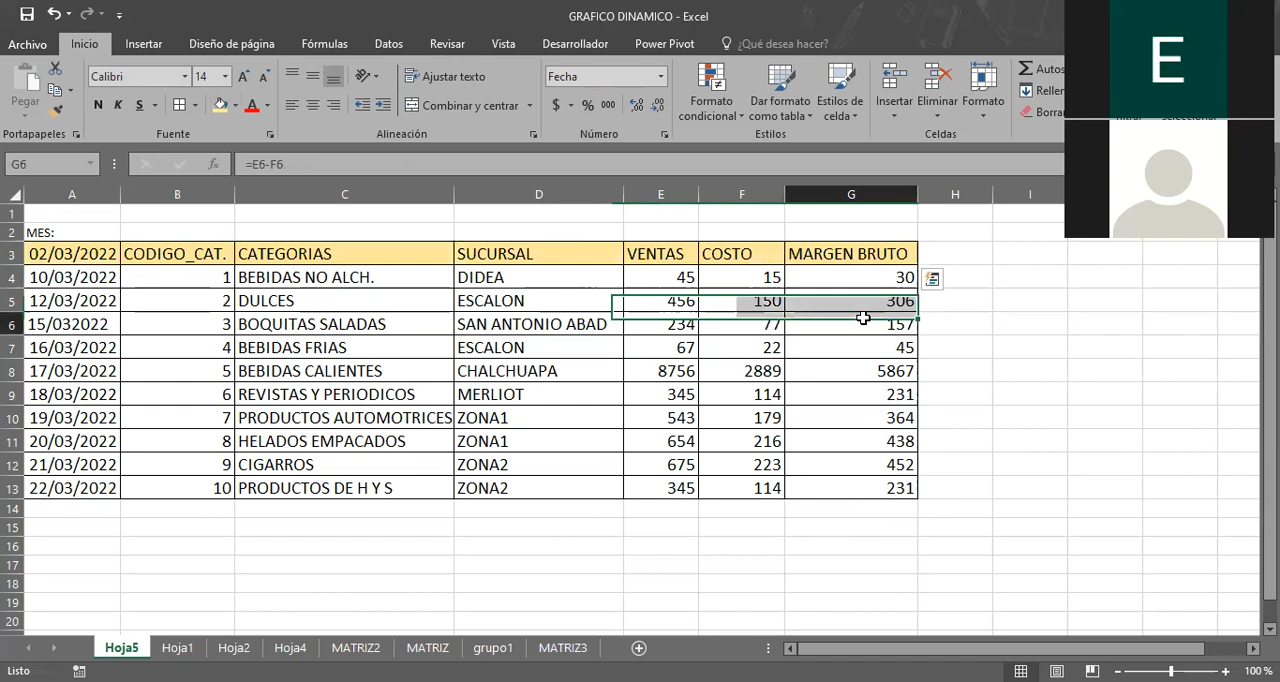 GRAFICO DINAMICO - Excel
Archivo Inicio Insertar Diseño de página Fórmulas Datos Revisar Vista Desarrollador Power Pivot ¿Qué desea hacer?
E
Pegar
Calibri 14
N K S
Ajustar texto
Combinar y centrar
Fecha
$ % 000
Formato condicional
Dar formato como tabla
Estilos de celda
Insertar Eliminar Formato
Autos
Rellen
Borra
Portapapeles Fuente Alineación Número Estilos Celdas
G6 fx =E6-F6
A B C D E F G H I
1
2 MES:
3 02/03/2022 CODIGO_CAT. CATEGORIAS SUCURSAL VENTAS COSTO MARGEN BRUTO
4 10/03/2022 1 BEBIDAS NO ALCH. DIDEA 45 15 30
5 12/03/2022 2 DULCES ESCALON 456 150 306
6 15/032022 3 BOQUITAS SALADAS SAN ANTONIO ABAD 234 77 157
7 16/03/2022 4 BEBIDAS FRIAS ESCALON 67 22 45
8 17/03/2022 5 BEBIDAS CALIENTES CHALCHUAPA 8756 2889 5867
9 18/03/2022 6 REVISTAS Y PERIODICOS MERLIOT 345 114 231
10 19/03/2022 7 PRODUCTOS AUTOMOTRICES ZONA1 543 179 364
11 20/03/2022 8 HELADOS EMPACADOS ZONA1 654 216 438
12 21/03/2022 9 CIGARROS ZONA2 675 223 452
13 22/03/2022 10 PRODUCTOS DE H Y S ZONA2 345 114 231
14
15
16
17
18
19
20
Hoja5 Hoja1 Hoja2 Hoja4 MATRIZ2 MATRIZ grupo1 MATRIZ3
Listo 100 %